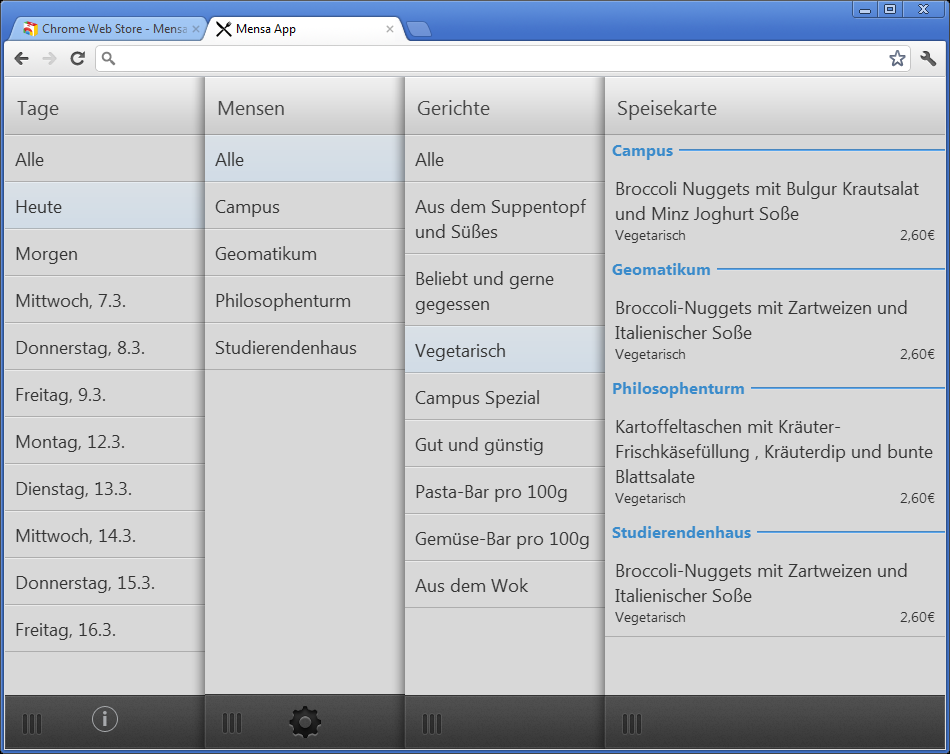 Chrome Web Store - Mensa
Mensa App
Tage
Alle
Heute
Morgen
Mittwoch, 7.3.
Donnerstag, 8.3.
Freitag, 9.3.
Montag, 12.3.
Dienstag, 13.3.
Mittwoch, 14.3.
Donnerstag, 15.3.
Freitag, 16.3.
Mensen
Alle
Campus
Geomatikum
Philosophenturm
Studierendenhaus
Gerichte
Alle
Aus dem Suppentopf
und Süßes
Beliebt und gerne
gegessen
Vegetarisch
Campus Spezial
Gut und günstig
Pasta-Bar pro 100g
Gemüse-Bar pro 100g
Aus dem Wok
Speisekarte
Campus
Broccoli Nuggets mit Bulgur Krautsalat
und Minz Joghurt Soße
Vegetarisch 2,60€
Geomatikum
Broccoli-Nuggets mit Zartweizen und
Italienischer Soße
Vegetarisch 2,60€
Philosophenturm
Kartoffeltaschen mit Kräuter-
Frischkäsefüllung , Kräuterdip und bunte
Blattsalate
Vegetarisch 2,60€
Studierendenhaus
Broccoli-Nuggets mit Zartweizen und
Italienischer Soße
Vegetarisch 2,60€